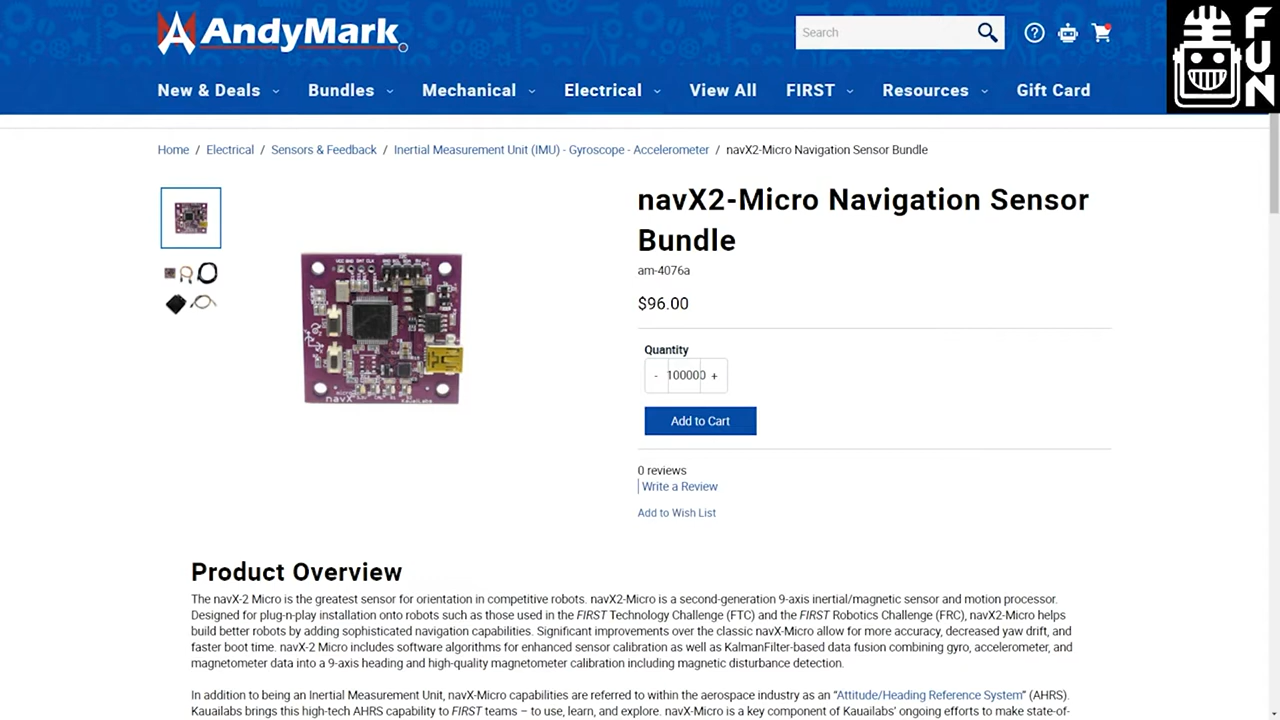 AndyMark
Search
FUN
New & Deals
Bundles
Mechanical
Electrical
View All
FIRST
Resources
Gift Card
Home / Electrical / Sensors & Feedback / Inertial Measurement Unit (IMU) - Gyroscope - Accelerometer / navX2-Micro Navigation Sensor Bundle
navX2-Micro Navigation Sensor
Bundle
am-4076a
$96.00
Quantity
- 100000 +
Add to Cart
0 reviews
Write a Review
Add to Wish List
navX
Product Overview
The navX-2 Micro is the greatest sensor for orientation in competitive robots. navX2-Micro is a second-generation 9-axis inertial/magnetic sensor and motion processor.
Designed for plug-n-play installation onto robots such as those used in the FIRST Technology Challenge (FTC) and the FIRST Robotics Challenge (FRC), navX2-Micro helps
build better robots by adding sophisticated navigation capabilities. Significant improvements over the classic navX-Micro allow for more accuracy, decreased yaw drift, and
faster boot time. navX-2 Micro includes software algorithms for enhanced sensor calibration as well as KalmanFilter-based data fusion combining gyro, accelerometer, and
magnetometer data into a 9-axis heading and high-quality magnetometer calibration including magnetic disturbance detection.
In addition to being an Inertial Measurement Unit, navX-Micro capabilities are referred to within the aerospace industry as an “Attitude/Heading Reference System” (AHRS).
Kauailabs brings this high-tech AHRS capability to FIRST teams – to use, learn, and explore. navX-Micro is a key component of Kauailabs’ ongoing efforts to make state-of-